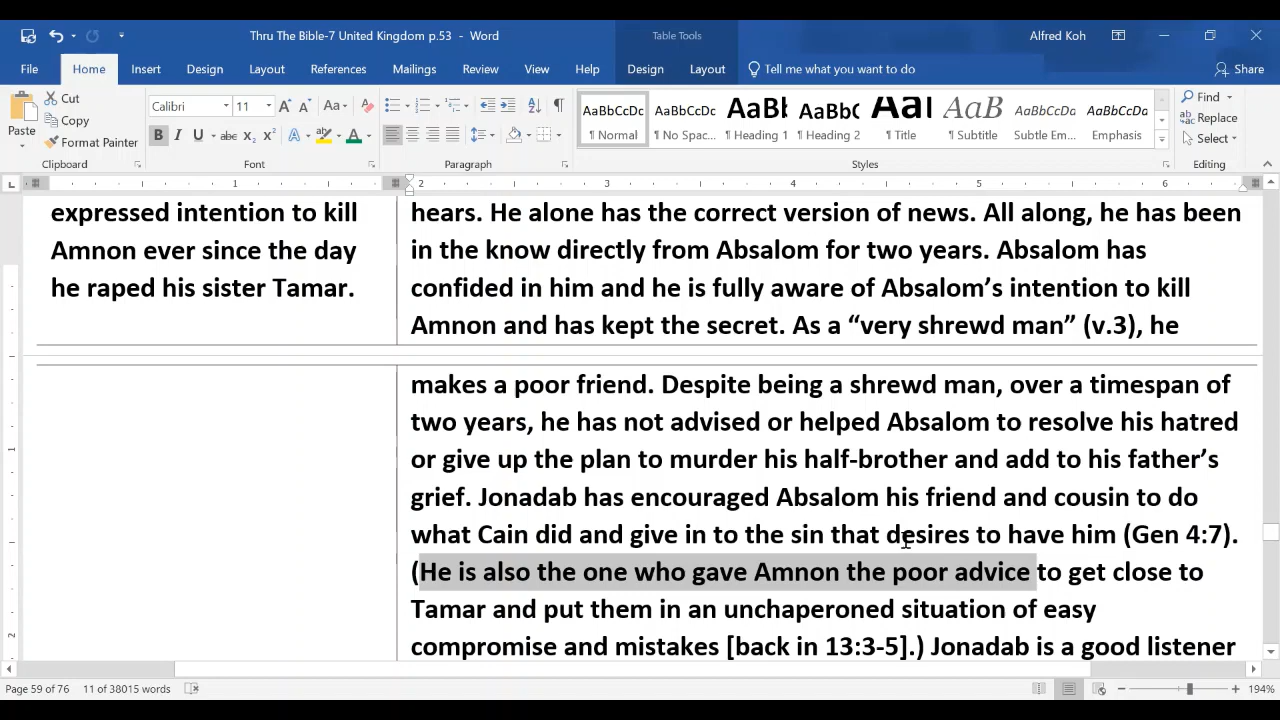 Thru The Bible-7 United Kingdom p.53 - Word
Table Tools
Alfred Koh
File Home Insert Design Layout References Mailings Review View Help Design Layout Tell me what you want to do Share
Paste
Cut
Copy
Format Painter
Clipboard
Calibri 11
Font
Paragraph
AaBbCcDc AaBbCcDc AaBbC AaBbC AaB AaB AaBbCcDc AaBbCcDc
¶ Normal ¶ No Spac... ¶ Heading 1 ¶ Heading 2 ¶ Title ¶ Subtitle ¶ Subtle Em... ¶ Emphasis
Styles
Find
Replace
Select
Editing
2 3 4 5 6
expressed intention to kill
Amnon ever since the day
he raped his sister Tamar.
hears. He alone has the correct version of news. All along, he has been
in the know directly from Absalom for two years. Absalom has
confided in him and he is fully aware of Absalom’s intention to kill
Amnon and has kept the secret. As a “very shrewd man” (v.3), he
makes a poor friend. Despite being a shrewd man, over a timespan of
two years, he has not advised or helped Absalom to resolve his hatred
or give up the plan to murder his half-brother and add to his father’s
grief. Jonadab has encouraged Absalom his friend and cousin to do
what Cain did and give in to the sin that desires to have him (Gen 4:7).
(He is also the one who gave Amnon the poor advice to get close to
Tamar and put them in an unchaperoned situation of easy
compromise and mistakes [back in 13:3-5].) Jonadab is a good listener
Page 59 of 76 11 of 38015 words 194%